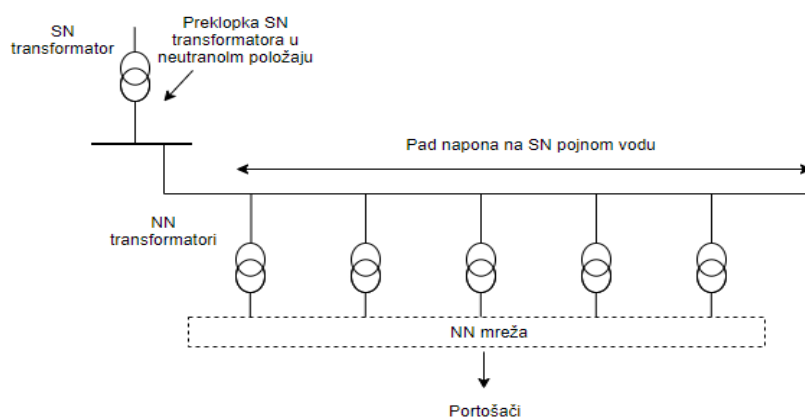 SN
transformator
Preklopka SN
transformatora u
neutranolm položaju
Pad napona na SN pojnom vodu
NN
transformatori
NN mreža
Portošači